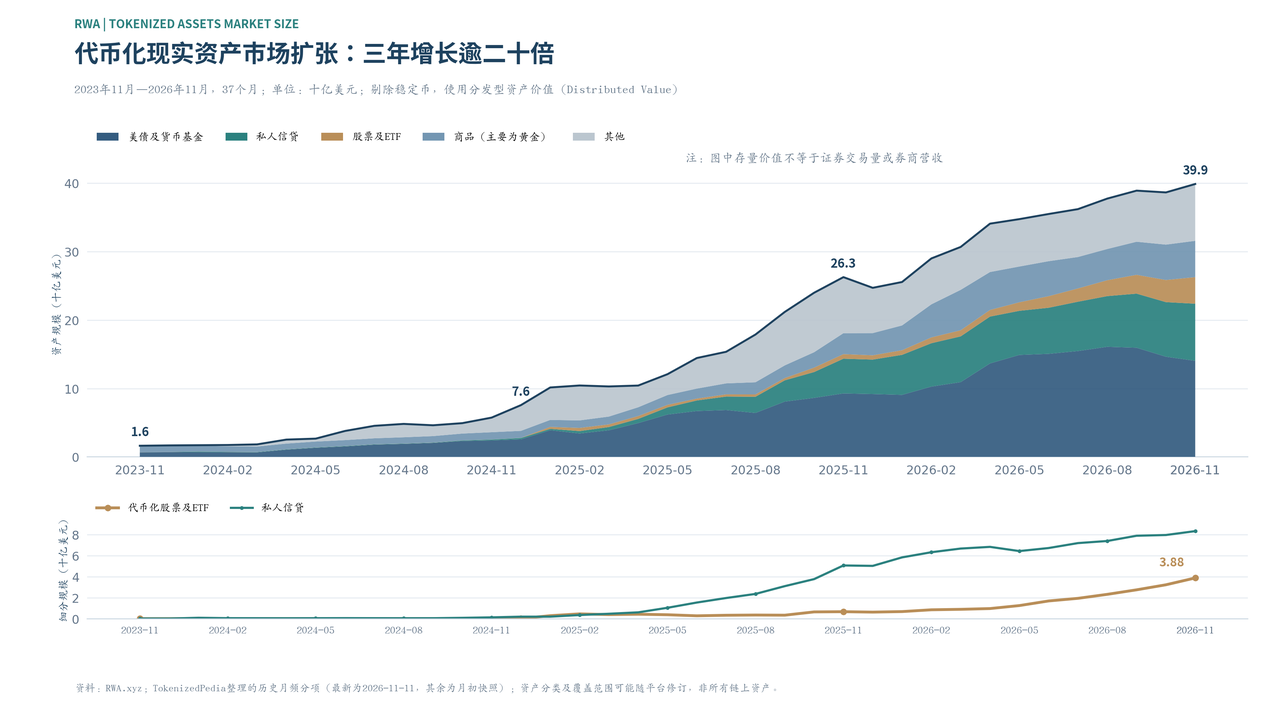 RWA | TOKENIZED ASSETS MARKET SIZE
代币化现实资产市场扩张：三年增长逾二十倍
2023年11月—2026年11月，37个月；单位：十亿美元；剔除稳定币，使用分发型资产价值（Distributed Value）
美债及货币基金 私人信贷 股票及ETF 商品（主要为黄金） 其他
注：图中存量价值不等于证券交易量或券商营收
资产规模（十亿美元）
40
30
20
10
0
1.6
7.6
26.3
39.9
2023-11 2024-02 2024-05 2024-08 2024-11 2025-02 2025-05 2025-08 2025-11 2026-02 2026-05 2026-08 2026-11
代币化股票及ETF 私人信贷
细分规模（十亿美元）
8
6
4
2
0
3.88
2023-11 2024-02 2024-05 2024-08 2024-11 2025-02 2025-05 2025-08 2025-11 2026-02 2026-05 2026-08 2026-11
资料：RWA.xyz；TokenizedPedia整理的历史月频分项（最新为2026-11-11，其余为月初快照）；资产分类及覆盖范围可能随平台修订，非所有链上资产。